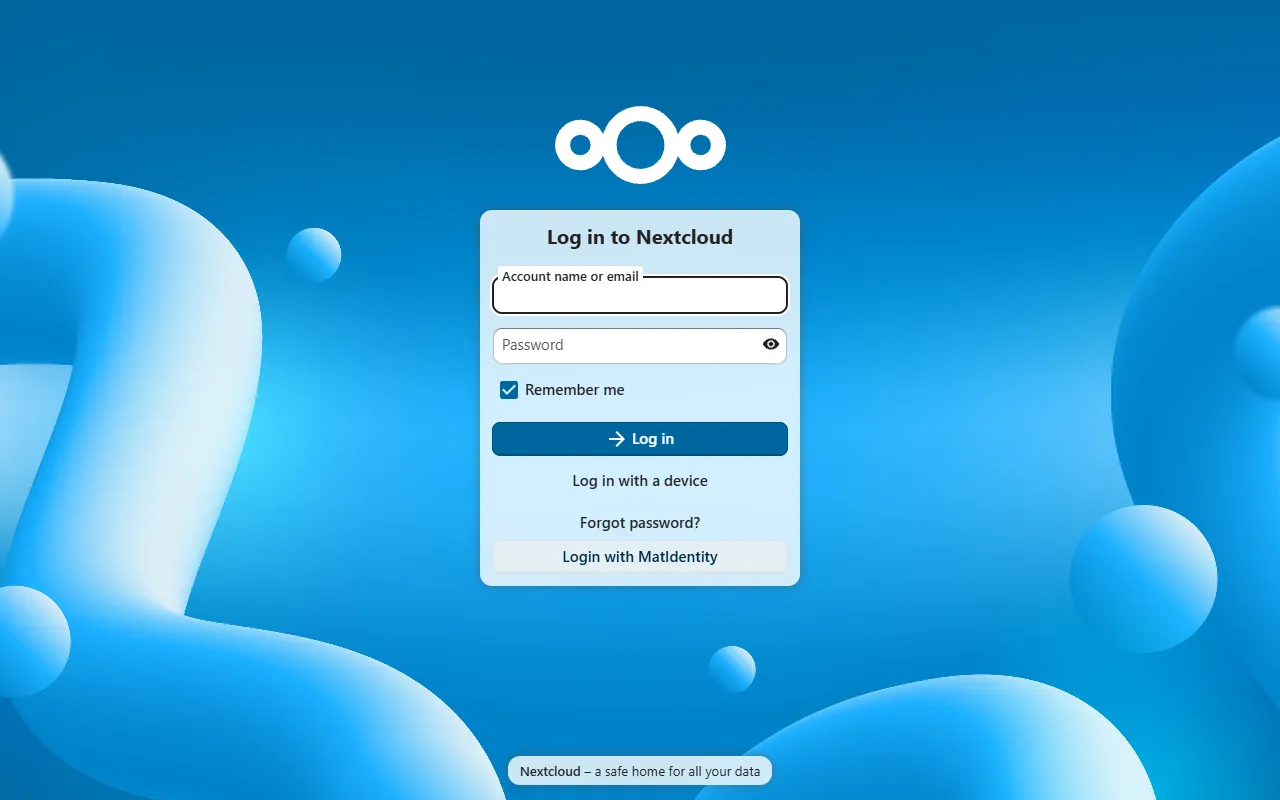 Log in to Nextcloud
Account name or email
Password
Remember me
Log in
Log in with a device
Forgot password?
Login with MatIdentity
Nextcloud – a safe home for all your data